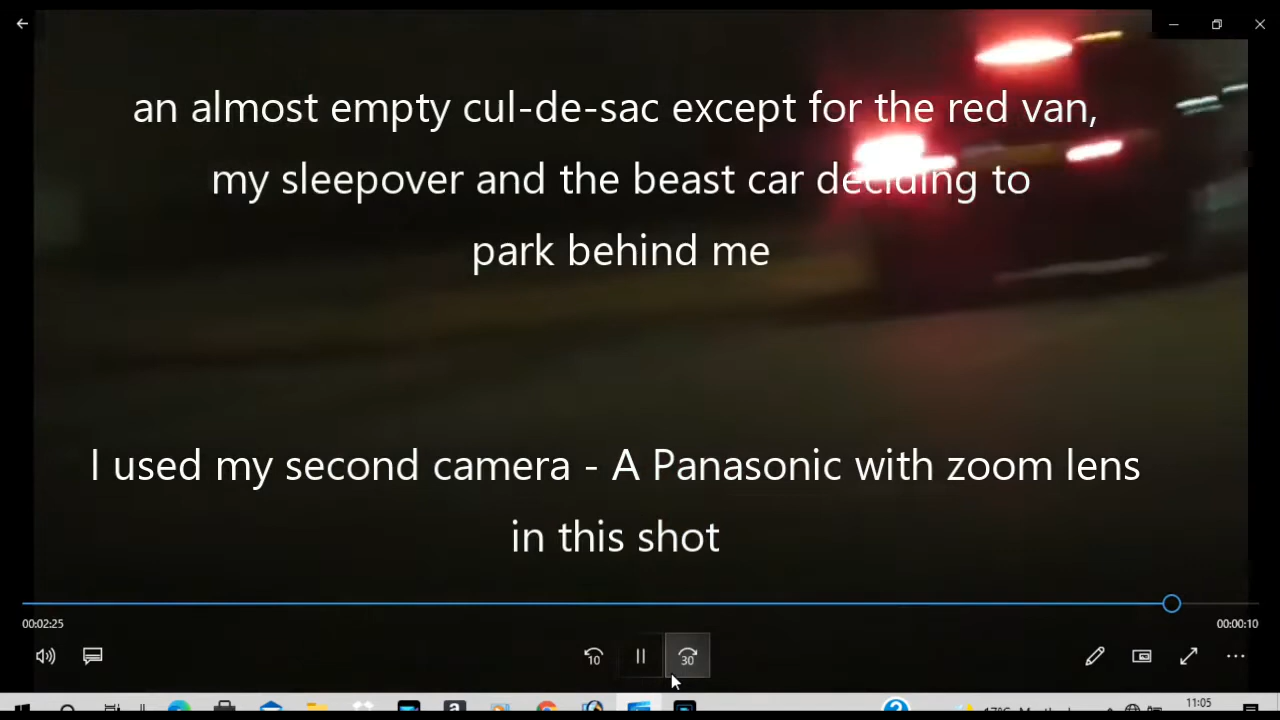 an almost empty cul-de-sac except for the red van,
my sleepover and the beast car deciding to
park behind me
I used my second camera - A Panasonic with zoom lens
in this shot
00:02:25
00:00:10
10
30
11:05